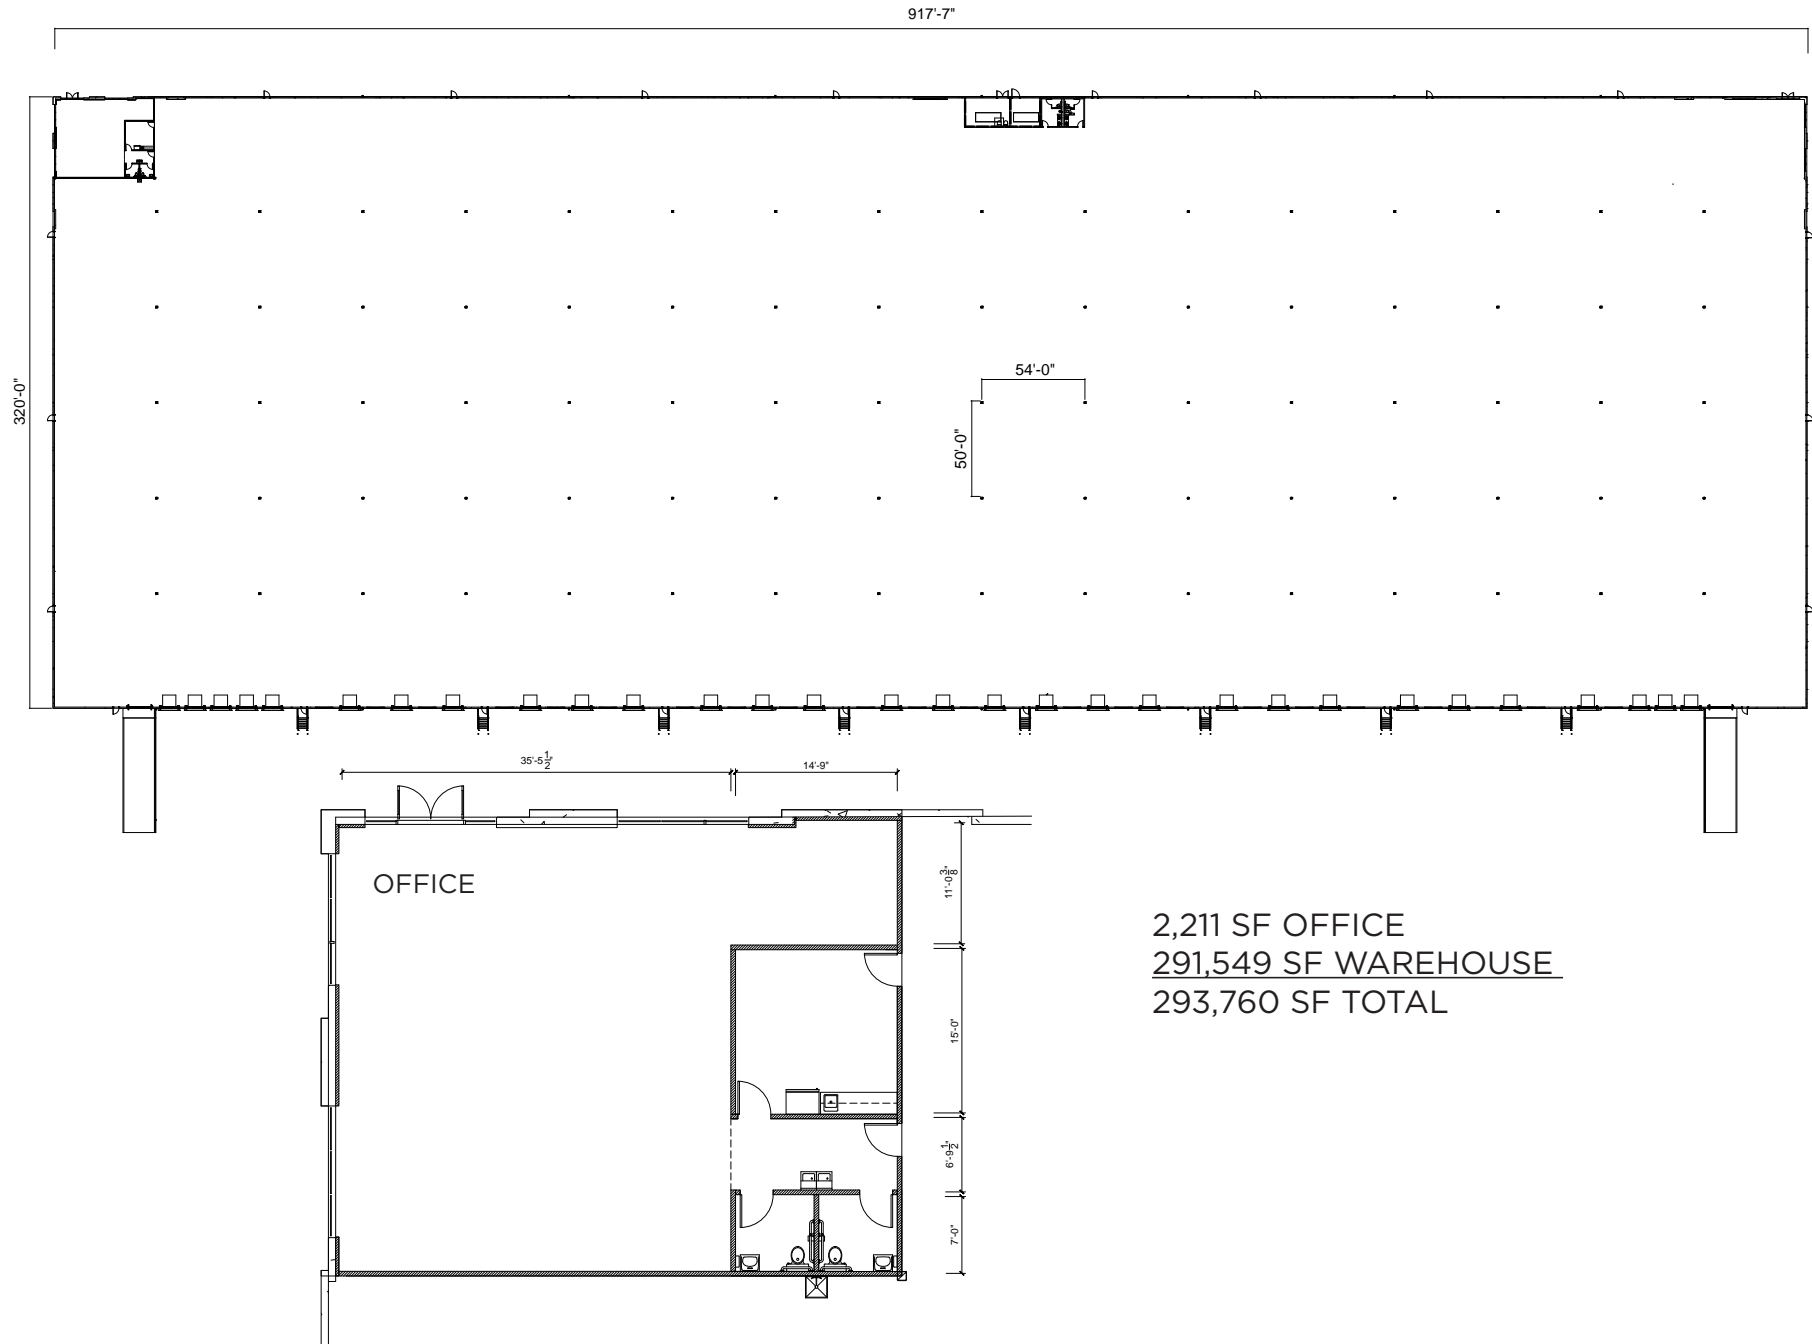 917'-7"
320'-0"
54'-0"
50'-0"
35'-5 1/2"
14'-9"
OFFICE
11'-0 3/8"
15'-0"
6'-9 1/2"
7'-0"
2,211 SF OFFICE
291,549 SF WAREHOUSE
293,760 SF TOTAL